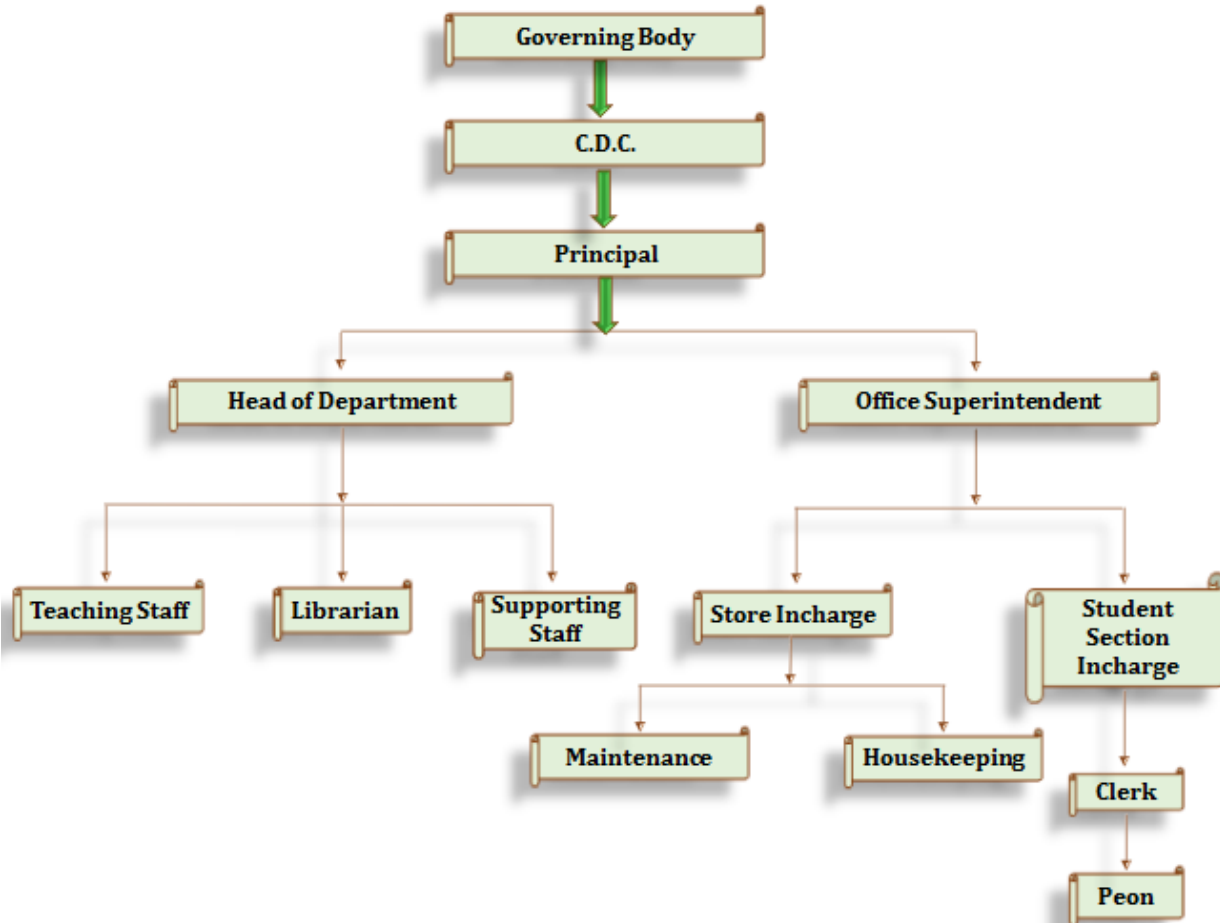 Governing Body
C.D.C.
Principal
Head of Department
Office Superintendent
Teaching Staff
Librarian
Supporting
Staff
Store Incharge
Student
Section
Incharge
Maintenance
Housekeeping
Clerk
Peon